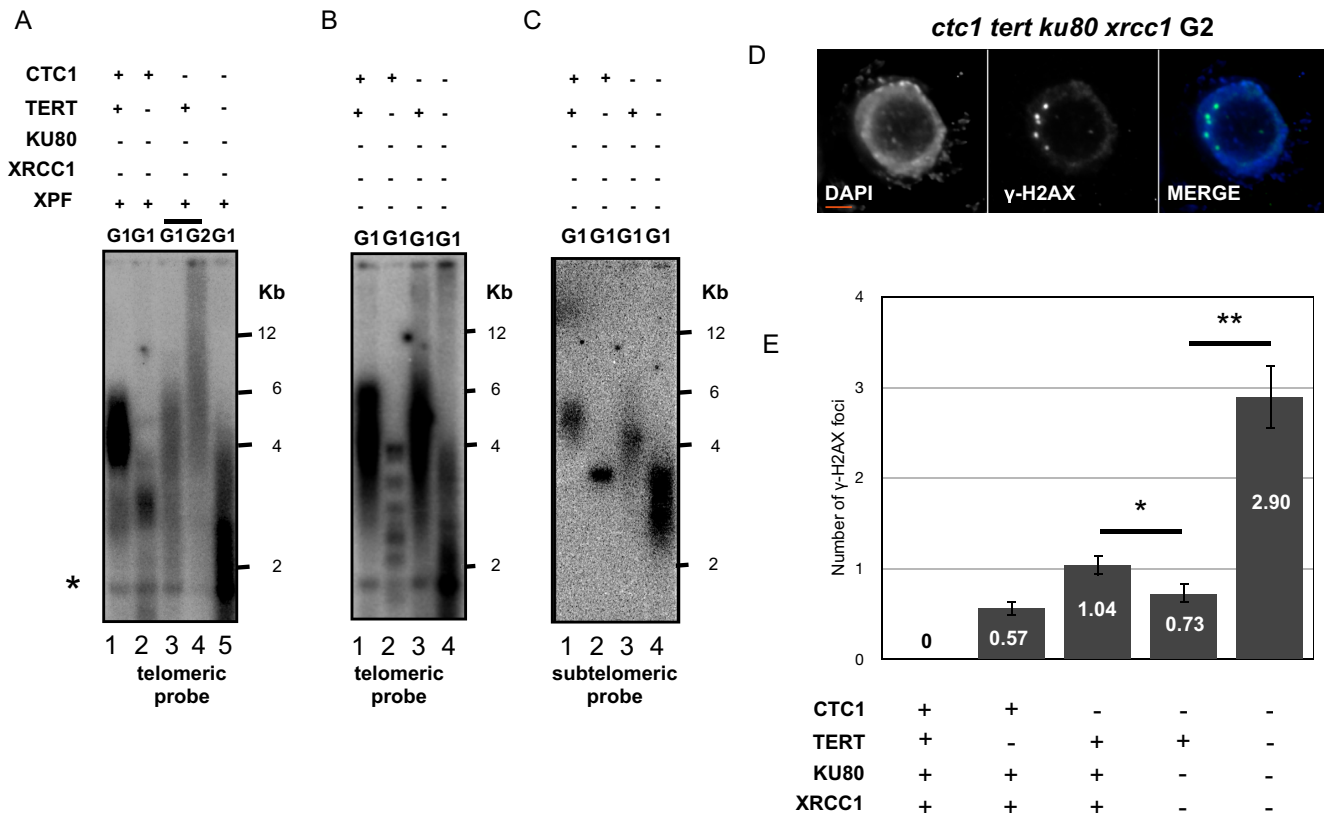 A
CTC1 + + - -
TERT + - + -
KU80 - - - -
XRCC1 - - - -
XPF + + + +
G1 G1 G1 G2 G1
Kb
12
6
4
2
*
1 2 3 4 5
telomeric
probe
B
+ + - -
+ - + -
- - - -
- - - -
- - - -
G1 G1 G1 G1
Kb
12
6
4
2
1 2 3 4
telomeric
probe
C
+ + - -
+ - + -
- - - -
- - - -
- - - -
G1 G1 G1 G1
Kb
12
6
4
2
1 2 3 4
subtelomeric
probe
D
ctc1 tert ku80 xrcc1 G2
DAPI γ-H2AX MERGE
E
Number of γ-H2AX foci
4
3
2
1
0
0 0.57 1.04 0.73 2.90
*
**
CTC1 + + - - -
TERT + - + + -
KU80 + + + - -
XRCC1 + + + - -